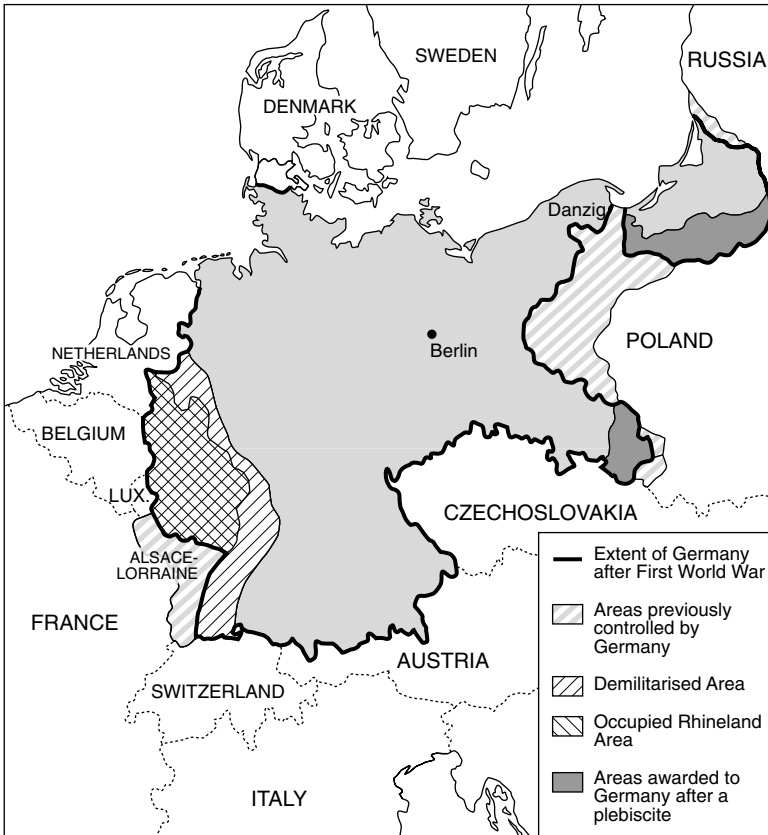 SWEDEN
RUSSIA
DENMARK
Danzig
Berlin
POLAND
NETHERLANDS
BELGIUM
LUX.
CZECHOSLOVAKIA
ALSACE-
LORRAINE
FRANCE
AUSTRIA
SWITZERLAND
ITALY
Extent of Germany
after First World War
Areas previously
controlled by
Germany
Demilitarised Area
Occupied Rhineland
Area
Areas awarded to
Germany after a
plebiscite